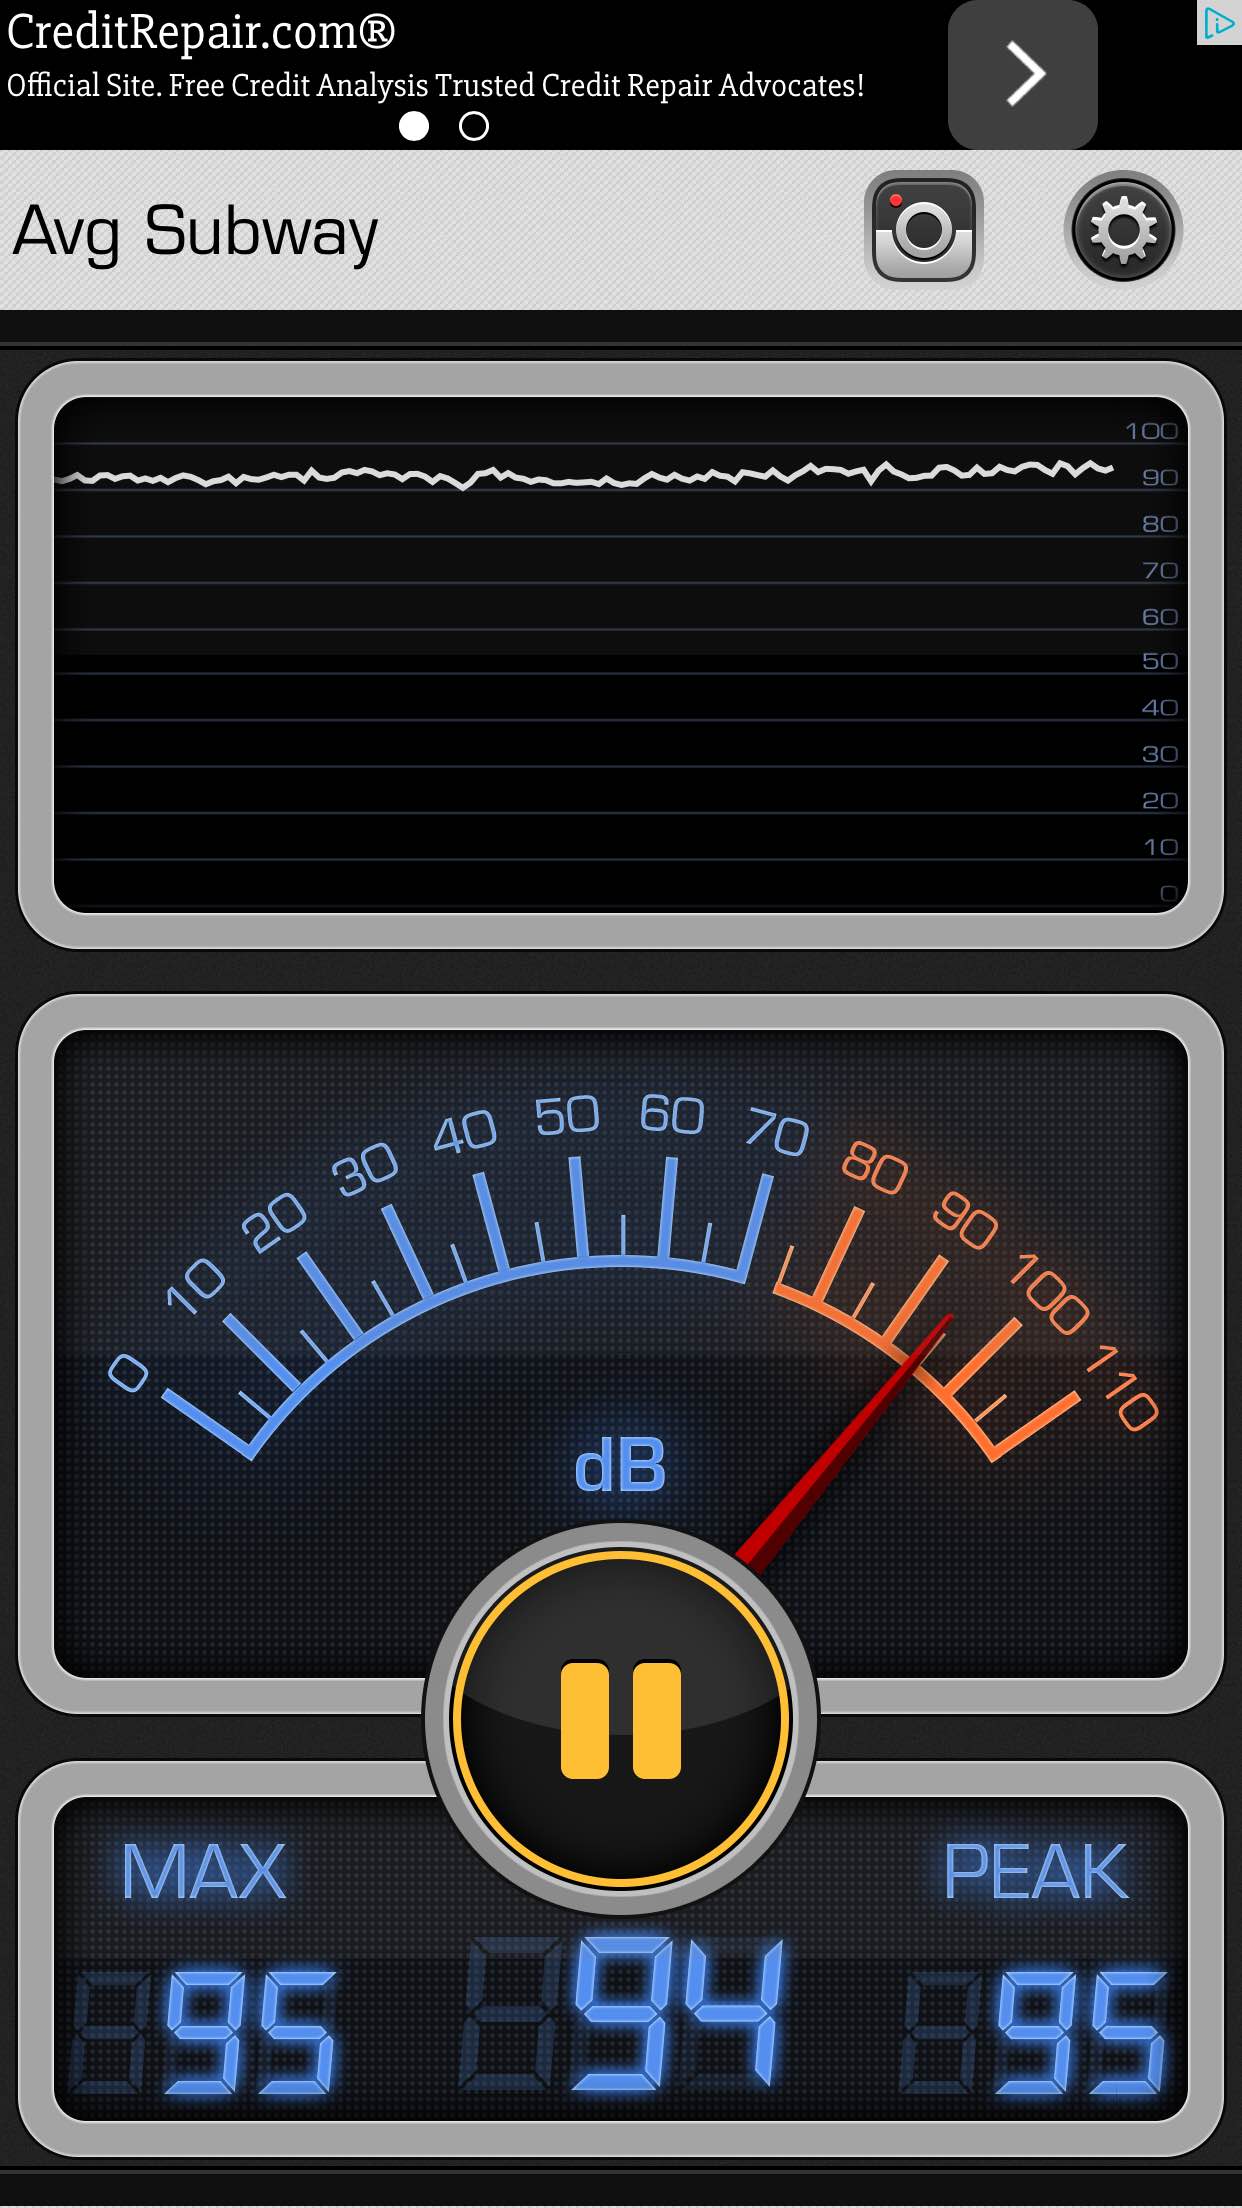 CreditRepair.com®
Official Site. Free Credit Analysis Trusted Credit Repair Advocates!
Avg Subway
100
90
80
70
60
50
40
30
20
10
0
0 10 20 30 40 50 60 70 80 90 100 110
dB
MAX PEAK
95 94 95